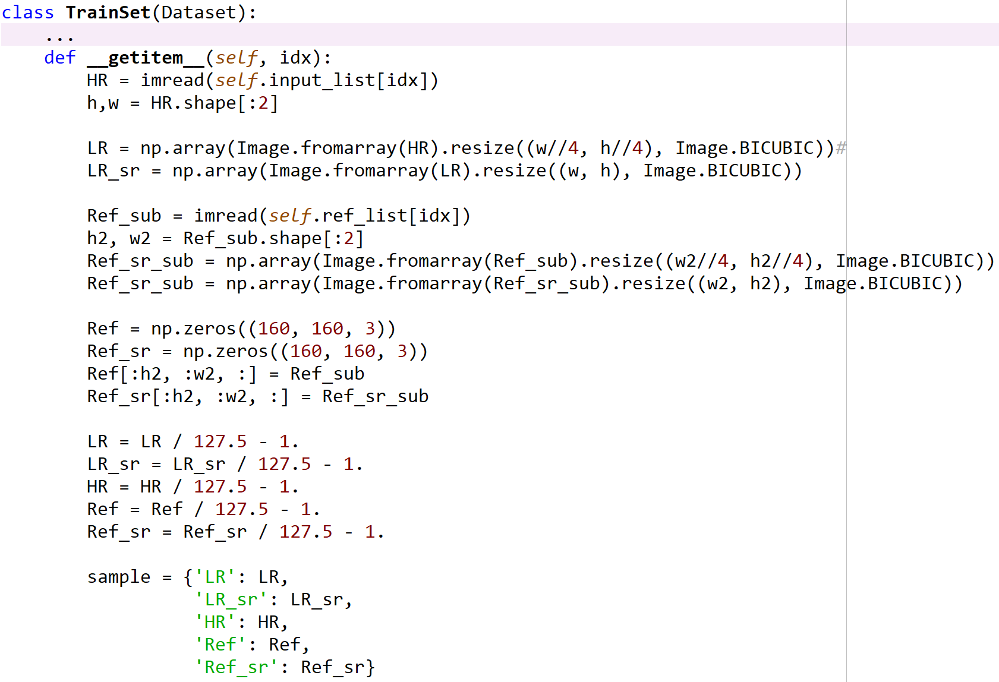 class TrainSet(Dataset):
    ...
    def __getitem__(self, idx):
        HR = imread(self.input_list[idx])
        h,w = HR.shape[:2]

        LR = np.array(Image.fromarray(HR).resize((w//4, h//4), Image.BICUBIC))#
        LR_sr = np.array(Image.fromarray(LR).resize((w, h), Image.BICUBIC))

        Ref_sub = imread(self.ref_list[idx])
        h2, w2 = Ref_sub.shape[:2]
        Ref_sr_sub = np.array(Image.fromarray(Ref_sub).resize((w2//4, h2//4), Image.BICUBIC))
        Ref_sr_sub = np.array(Image.fromarray(Ref_sr_sub).resize((w2, h2), Image.BICUBIC))

        Ref = np.zeros((160, 160, 3))
        Ref_sr = np.zeros((160, 160, 3))
        Ref[:h2, :w2, :] = Ref_sub
        Ref_sr[:h2, :w2, :] = Ref_sr_sub

        LR = LR / 127.5 - 1.
        LR_sr = LR_sr / 127.5 - 1.
        HR = HR / 127.5 - 1.
        Ref = Ref / 127.5 - 1.
        Ref_sr = Ref_sr / 127.5 - 1.

        sample = {'LR': LR,
                  'LR_sr': LR_sr,
                  'HR': HR,
                  'Ref': Ref,
                  'Ref_sr': Ref_sr}